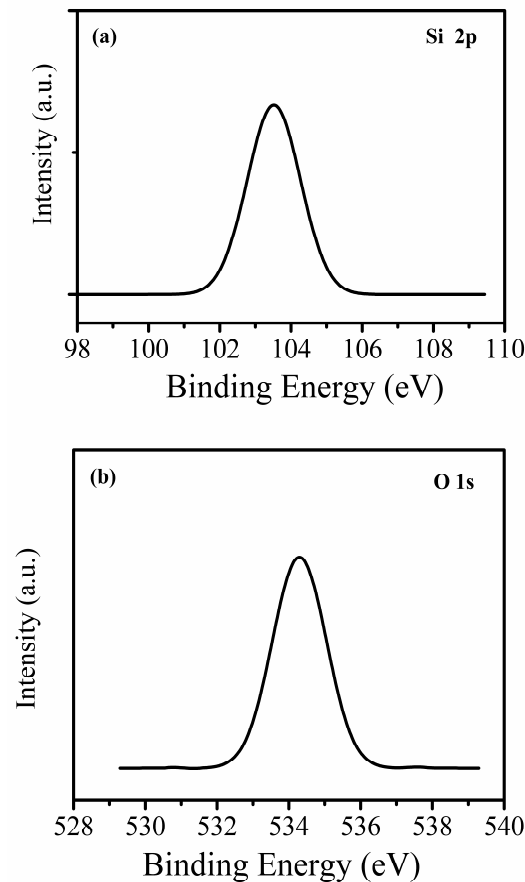 (a) Si 2p
Intensity (a.u.)
98 100 102 104 106 108 110
Binding Energy (eV)
(b) O 1s
Intensity (a.u.)
528 530 532 534 536 538 540
Binding Energy (eV)